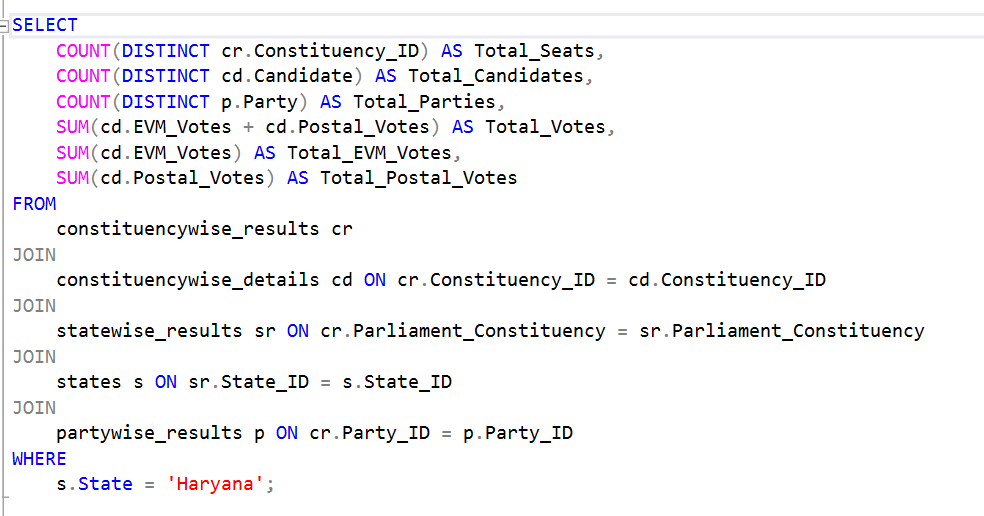 SELECT
    COUNT(DISTINCT cr.Constituency_ID) AS Total_Seats,
    COUNT(DISTINCT cd.Candidate) AS Total_Candidates,
    COUNT(DISTINCT p.Party) AS Total_Parties,
    SUM(cd.EVM_Votes + cd.Postal_Votes) AS Total_Votes,
    SUM(cd.EVM_Votes) AS Total_EVM_Votes,
    SUM(cd.Postal_Votes) AS Total_Postal_Votes
FROM
    constituencywise_results cr
JOIN
    constituencywise_details cd ON cr.Constituency_ID = cd.Constituency_ID
JOIN
    statewise_results sr ON cr.Parliament_Constituency = sr.Parliament_Constituency
JOIN
    states s ON sr.State_ID = s.State_ID
JOIN
    partywise_results p ON cr.Party_ID = p.Party_ID
WHERE
    s.State = 'Haryana';